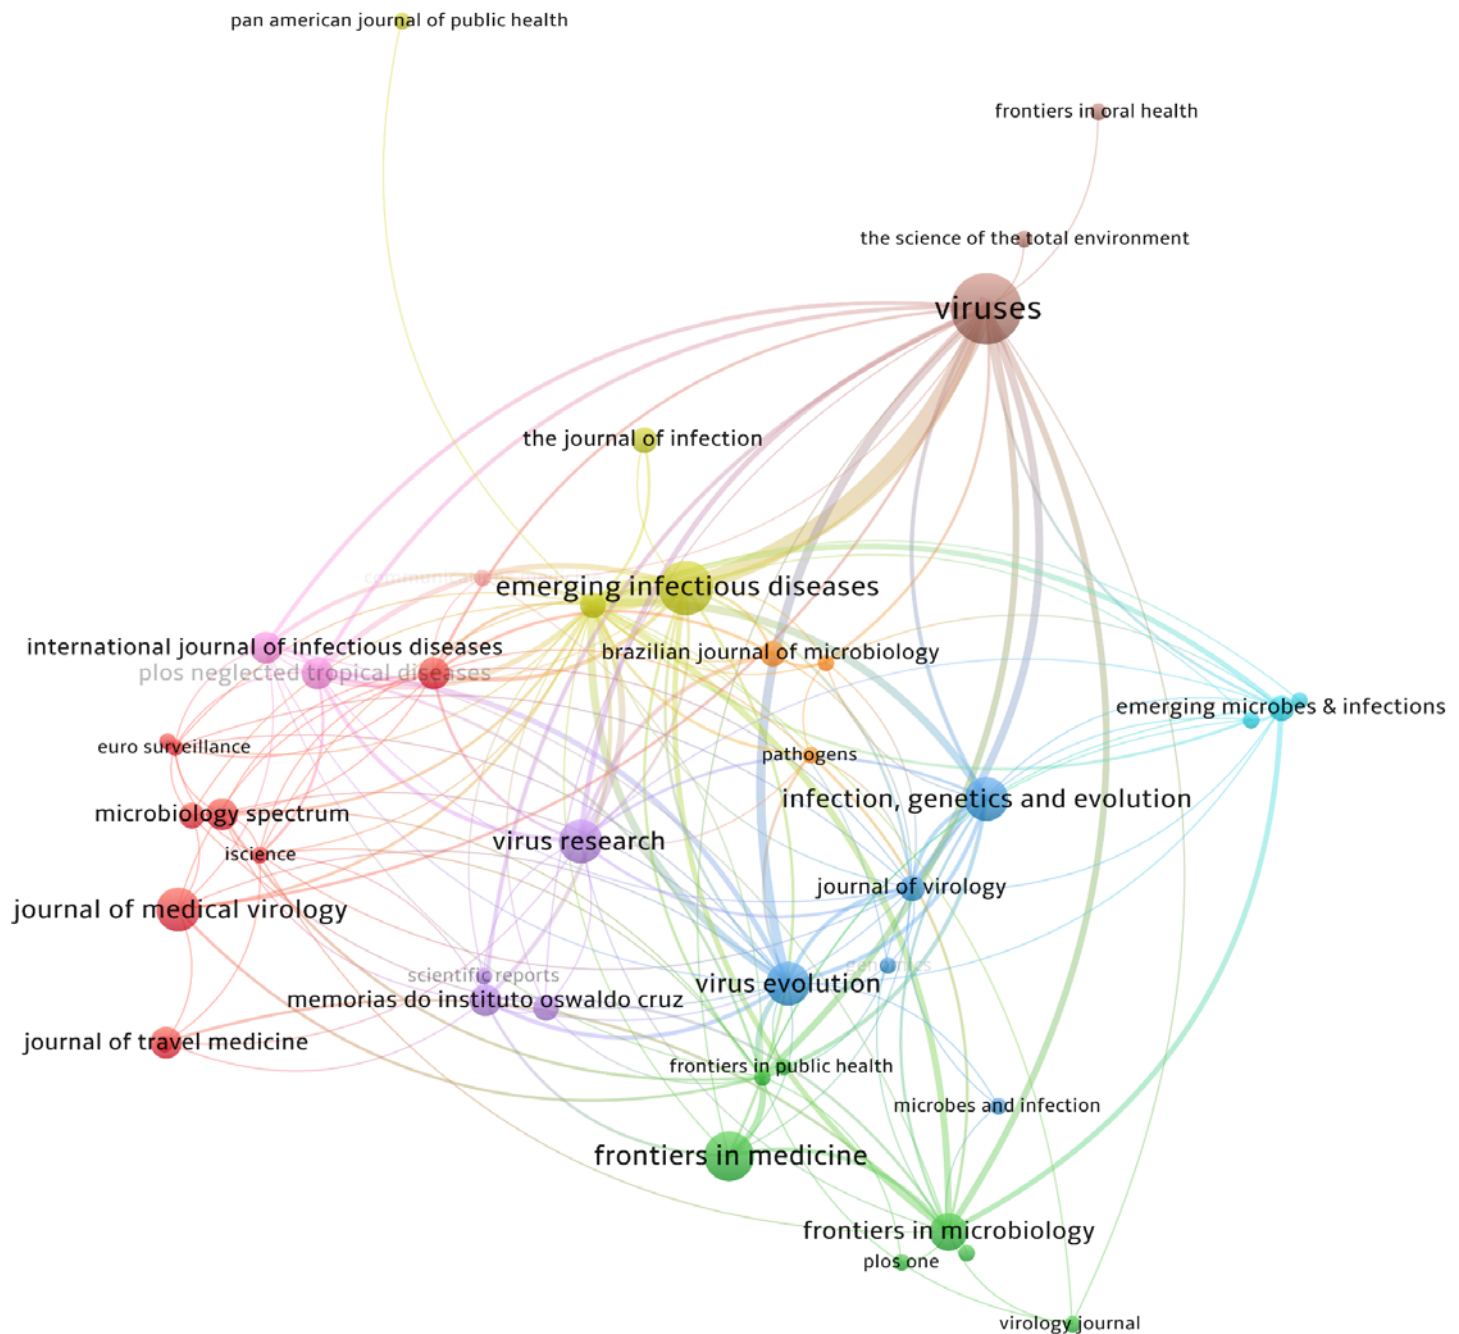 pan american journal of public health
frontiers in oral health
the science of the total environment
viruses
the journal of infection
emerging infectious diseases
international journal of infectious diseases
brazilian journal of microbiology
plos neglected tropical diseases
emerging microbes & infections
euro surveillance
pathogens
infection, genetics and evolution
microbiology spectrum
virus research
iscience
journal of virology
journal of medical virology
scientific reports
virus evolution
memorias do instituto oswaldo cruz
journal of travel medicine
frontiers in public health
microbes and infection
frontiers in medicine
frontiers in microbiology
plos one
virology journal